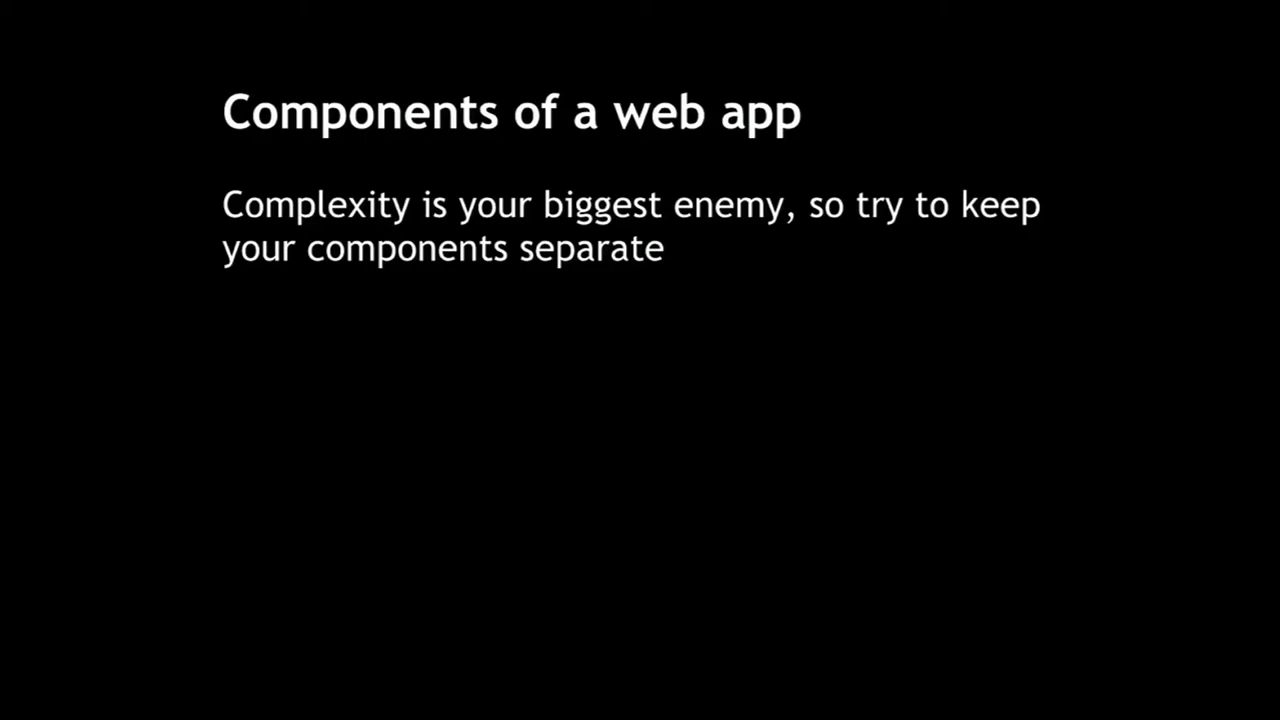 Components of a web app
Complexity is your biggest enemy, so try to keep
your components separate